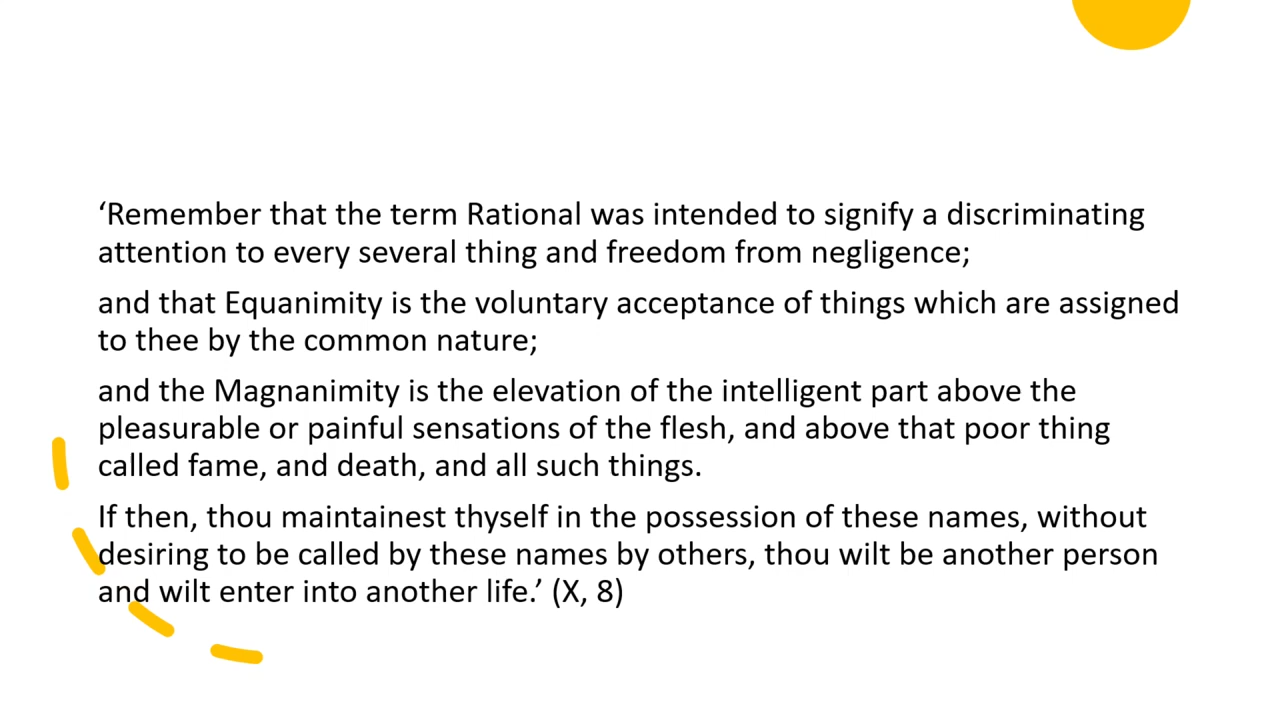 ‘Remember that the term Rational was intended to signify a discriminating
attention to every several thing and freedom from negligence;
and that Equanimity is the voluntary acceptance of things which are assigned
to thee by the common nature;
and the Magnanimity is the elevation of the intelligent part above the
pleasurable or painful sensations of the flesh, and above that poor thing
called fame, and death, and all such things.
If then, thou maintainest thyself in the possession of these names, without
desiring to be called by these names by others, thou wilt be another person
and wilt enter into another life.’ (X, 8)